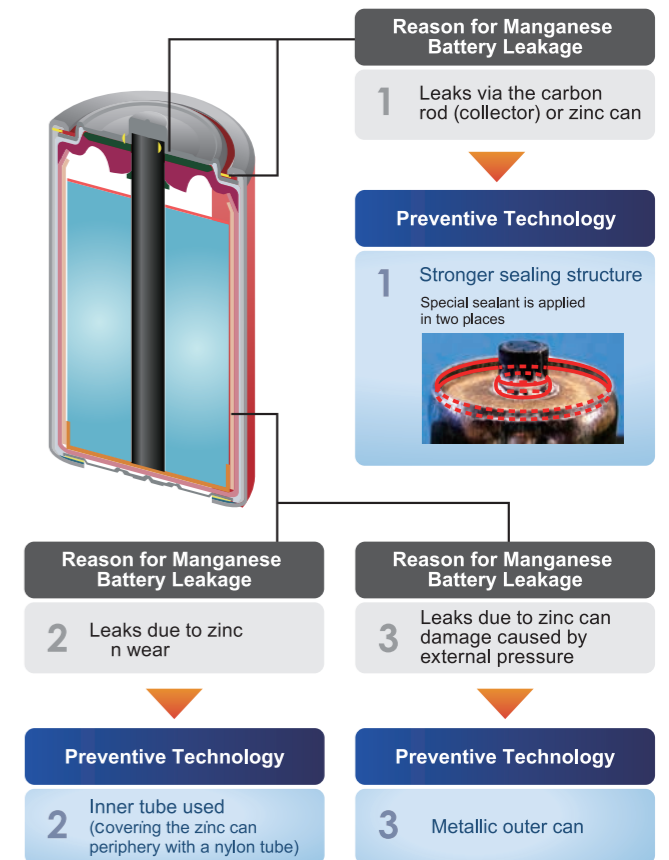 Reason for Manganese
Battery Leakage
1
Leaks via the carbon
rod (collector) or zinc can
Preventive Technology
1
Stronger sealing structure
Special sealant is applied
in two places
Reason for Manganese
Battery Leakage
2
Leaks due to zinc
n wear
Preventive Technology
2
Inner tube used
(covering the zinc can
periphery with a nylon tube)
Reason for Manganese
Battery Leakage
3
Leaks due to zinc can
damage caused by
external pressure
Preventive Technology
3
Metallic outer can